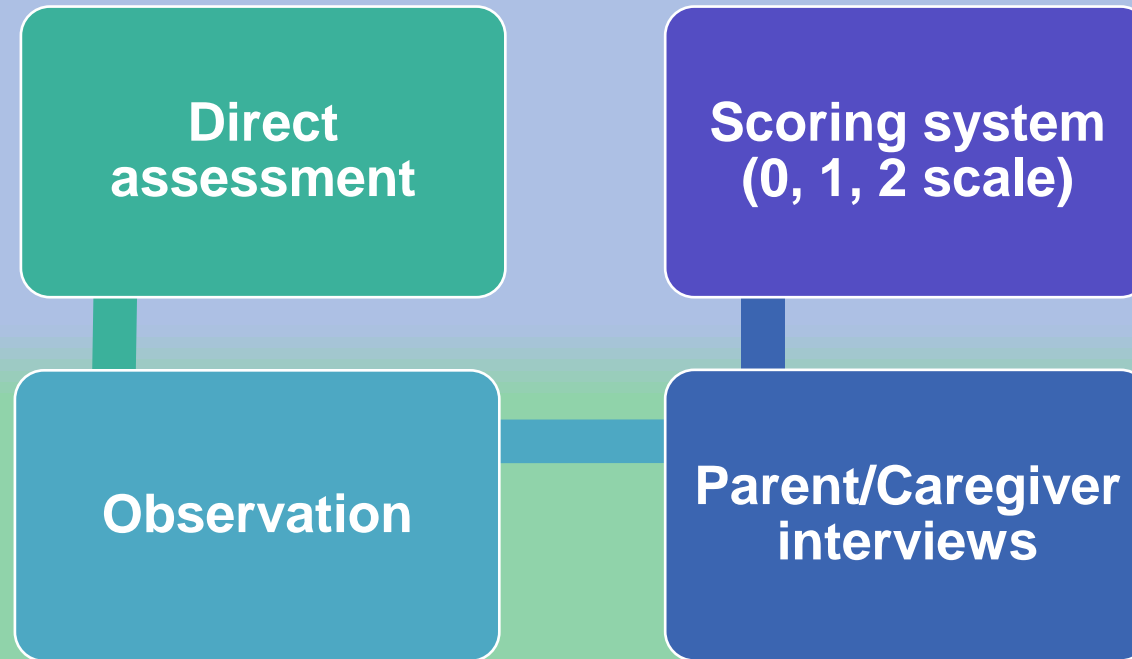 Direct
assessment
Observation
Parent/Caregiver
interviews
Scoring system
(0, 1, 2 scale)